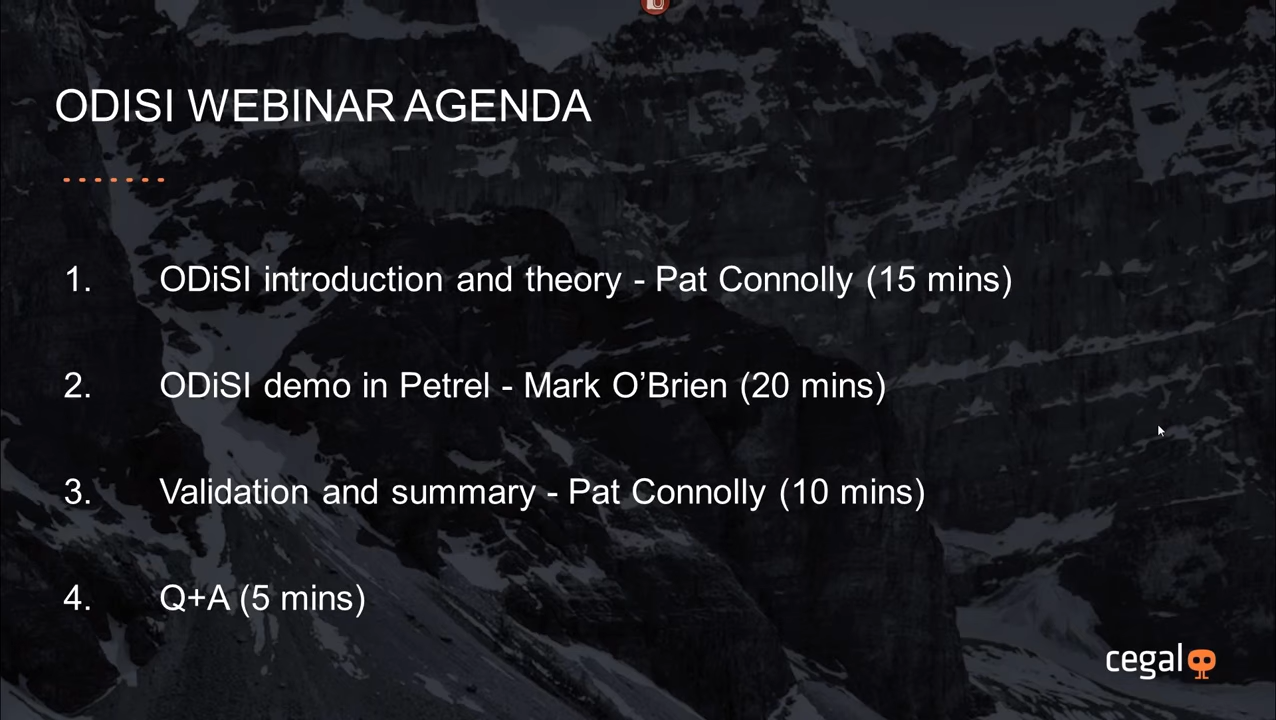 ODISI WEBINAR AGENDA
1. ODiSI introduction and theory - Pat Connolly (15 mins)
2. ODiSI demo in Petrel - Mark O’Brien (20 mins)
3. Validation and summary - Pat Connolly (10 mins)
4. Q+A (5 mins)
cegal